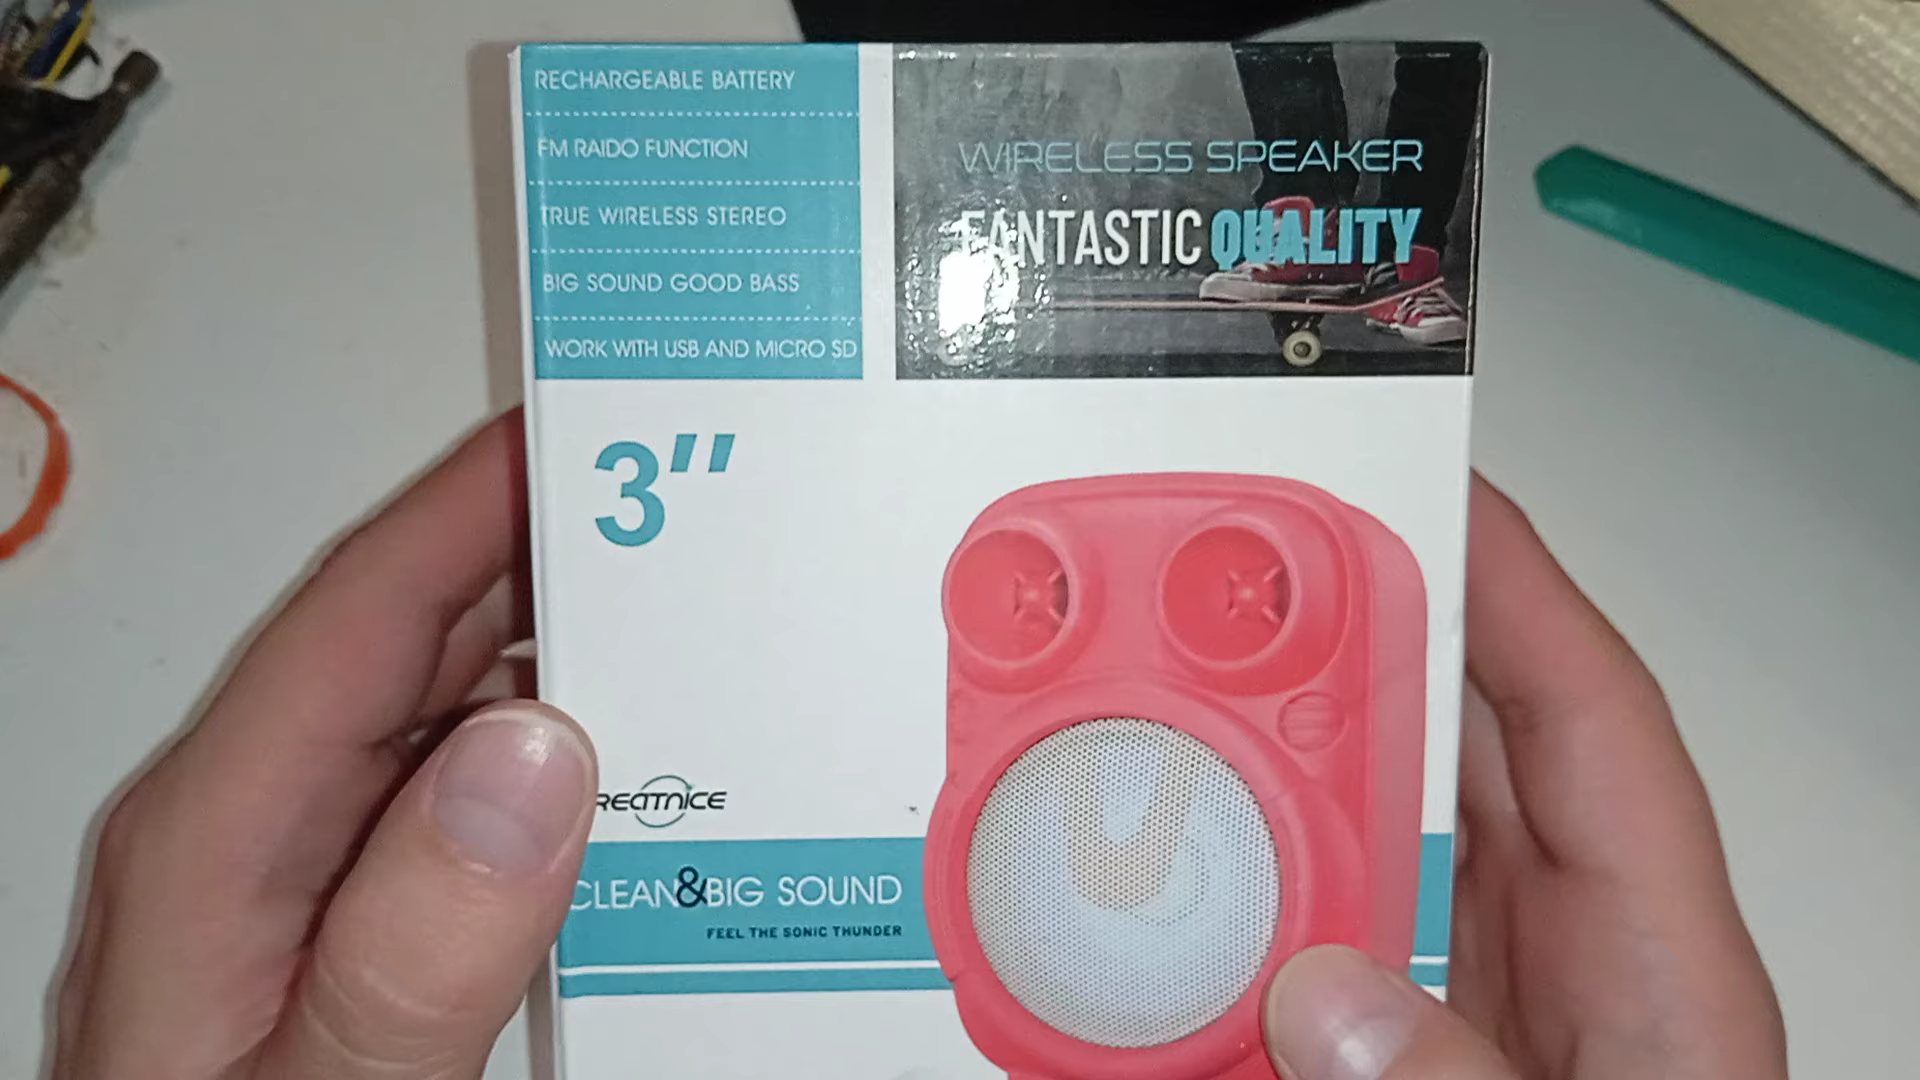 RECHARGEABLE BATTERY
FM RAIDO FUNCTION
TRUE WIRELESS STEREO
BIG SOUND GOOD BASS
WORK WITH USB AND MICRO SD
WIRELESS SPEAKER
FANTASTIC QUALITY
3"
REATNICE
CLEAN&BIG SOUND
FEEL THE SONIC THUNDER